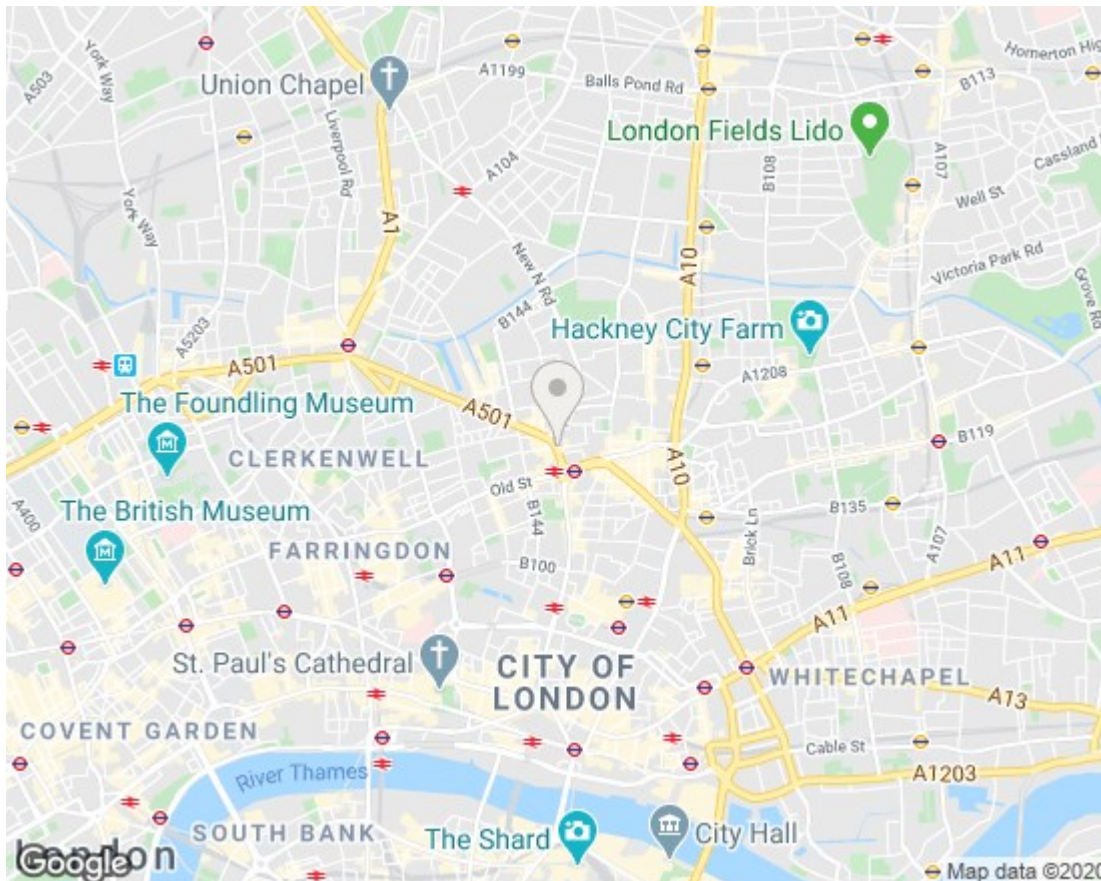 A503
York Way
Union Chapel
Liverpool Rd
A1199
Balls Pond Rd
Homerton Hig
B113
London Fields Lido
A104
B108
A107
Cassland
York Way
A1
Well St
New N Rd
A10
Victoria Park Rd
Grove Rd
A5203
B144
Hackney City Farm
A501
A1208
The Foundling Museum
A501
CLERKENWELL
A10
B119
Old St
A400
The British Museum
B144
B135
FARRINGDON
Brick Ln
A107
A11
B100
B108
A11
St. Paul's Cathedral
CITY OF
LONDON
WHITECHAPEL
A13
COVENT GARDEN
Cable St
River Thames
A1203
SOUTH BANK
The Shard
City Hall
Google
Map data ©2020